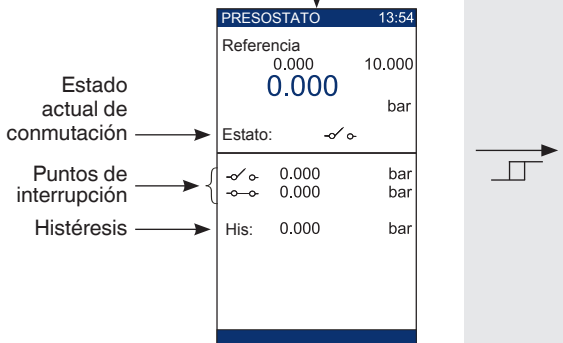 PRESOSTATO 13:54
Referencia
0.000 10.000
0.000
bar
Estado
actual de
conmutación
Estato:
Puntos de
interrupción
0.000 bar
0.000 bar
Histéresis
His: 0.000 bar